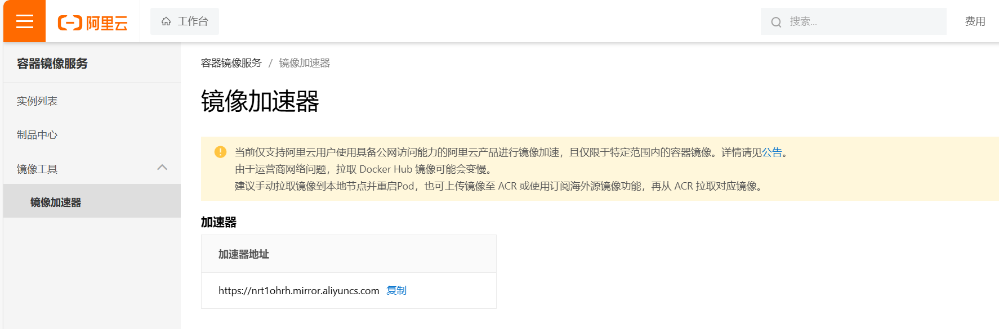 阿里云
工作台
搜索...
费用
容器镜像服务
实例列表
制品中心
镜像工具
镜像加速器
容器镜像服务 / 镜像加速器
镜像加速器
当前仅支持阿里云用户使用具备公网访问能力的阿里云产品进行镜像加速，且仅限于特定范围内的容器镜像。详情请见公告。
由于运营商网络问题，拉取 Docker Hub 镜像可能会变慢。
建议手动拉取镜像到本地节点并重启Pod，也可上传镜像至 ACR 或使用订阅海外源镜像功能，再从 ACR 拉取对应镜像。
加速器
加速器地址
https://nrt1ohrh.mirror.aliyuncs.com 复制